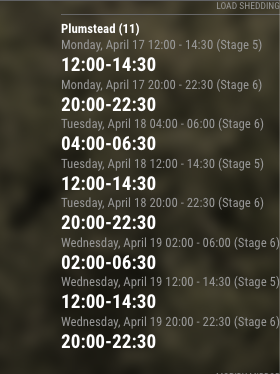 LOAD SHEDDING
Plumstead (11)
Monday, April 17 12:00 - 14:30 (Stage 5)
12:00-14:30
Monday, April 17 20:00 - 22:30 (Stage 6)
20:00-22:30
Tuesday, April 18 04:00 - 06:00 (Stage 6)
04:00-06:30
Tuesday, April 18 12:00 - 14:30 (Stage 5)
12:00-14:30
Tuesday, April 18 20:00 - 22:30 (Stage 6)
20:00-22:30
Wednesday, April 19 02:00 - 06:00 (Stage 6)
02:00-06:30
Wednesday, April 19 12:00 - 14:30 (Stage 5)
12:00-14:30
Wednesday, April 19 20:00 - 22:30 (Stage 6)
20:00-22:30